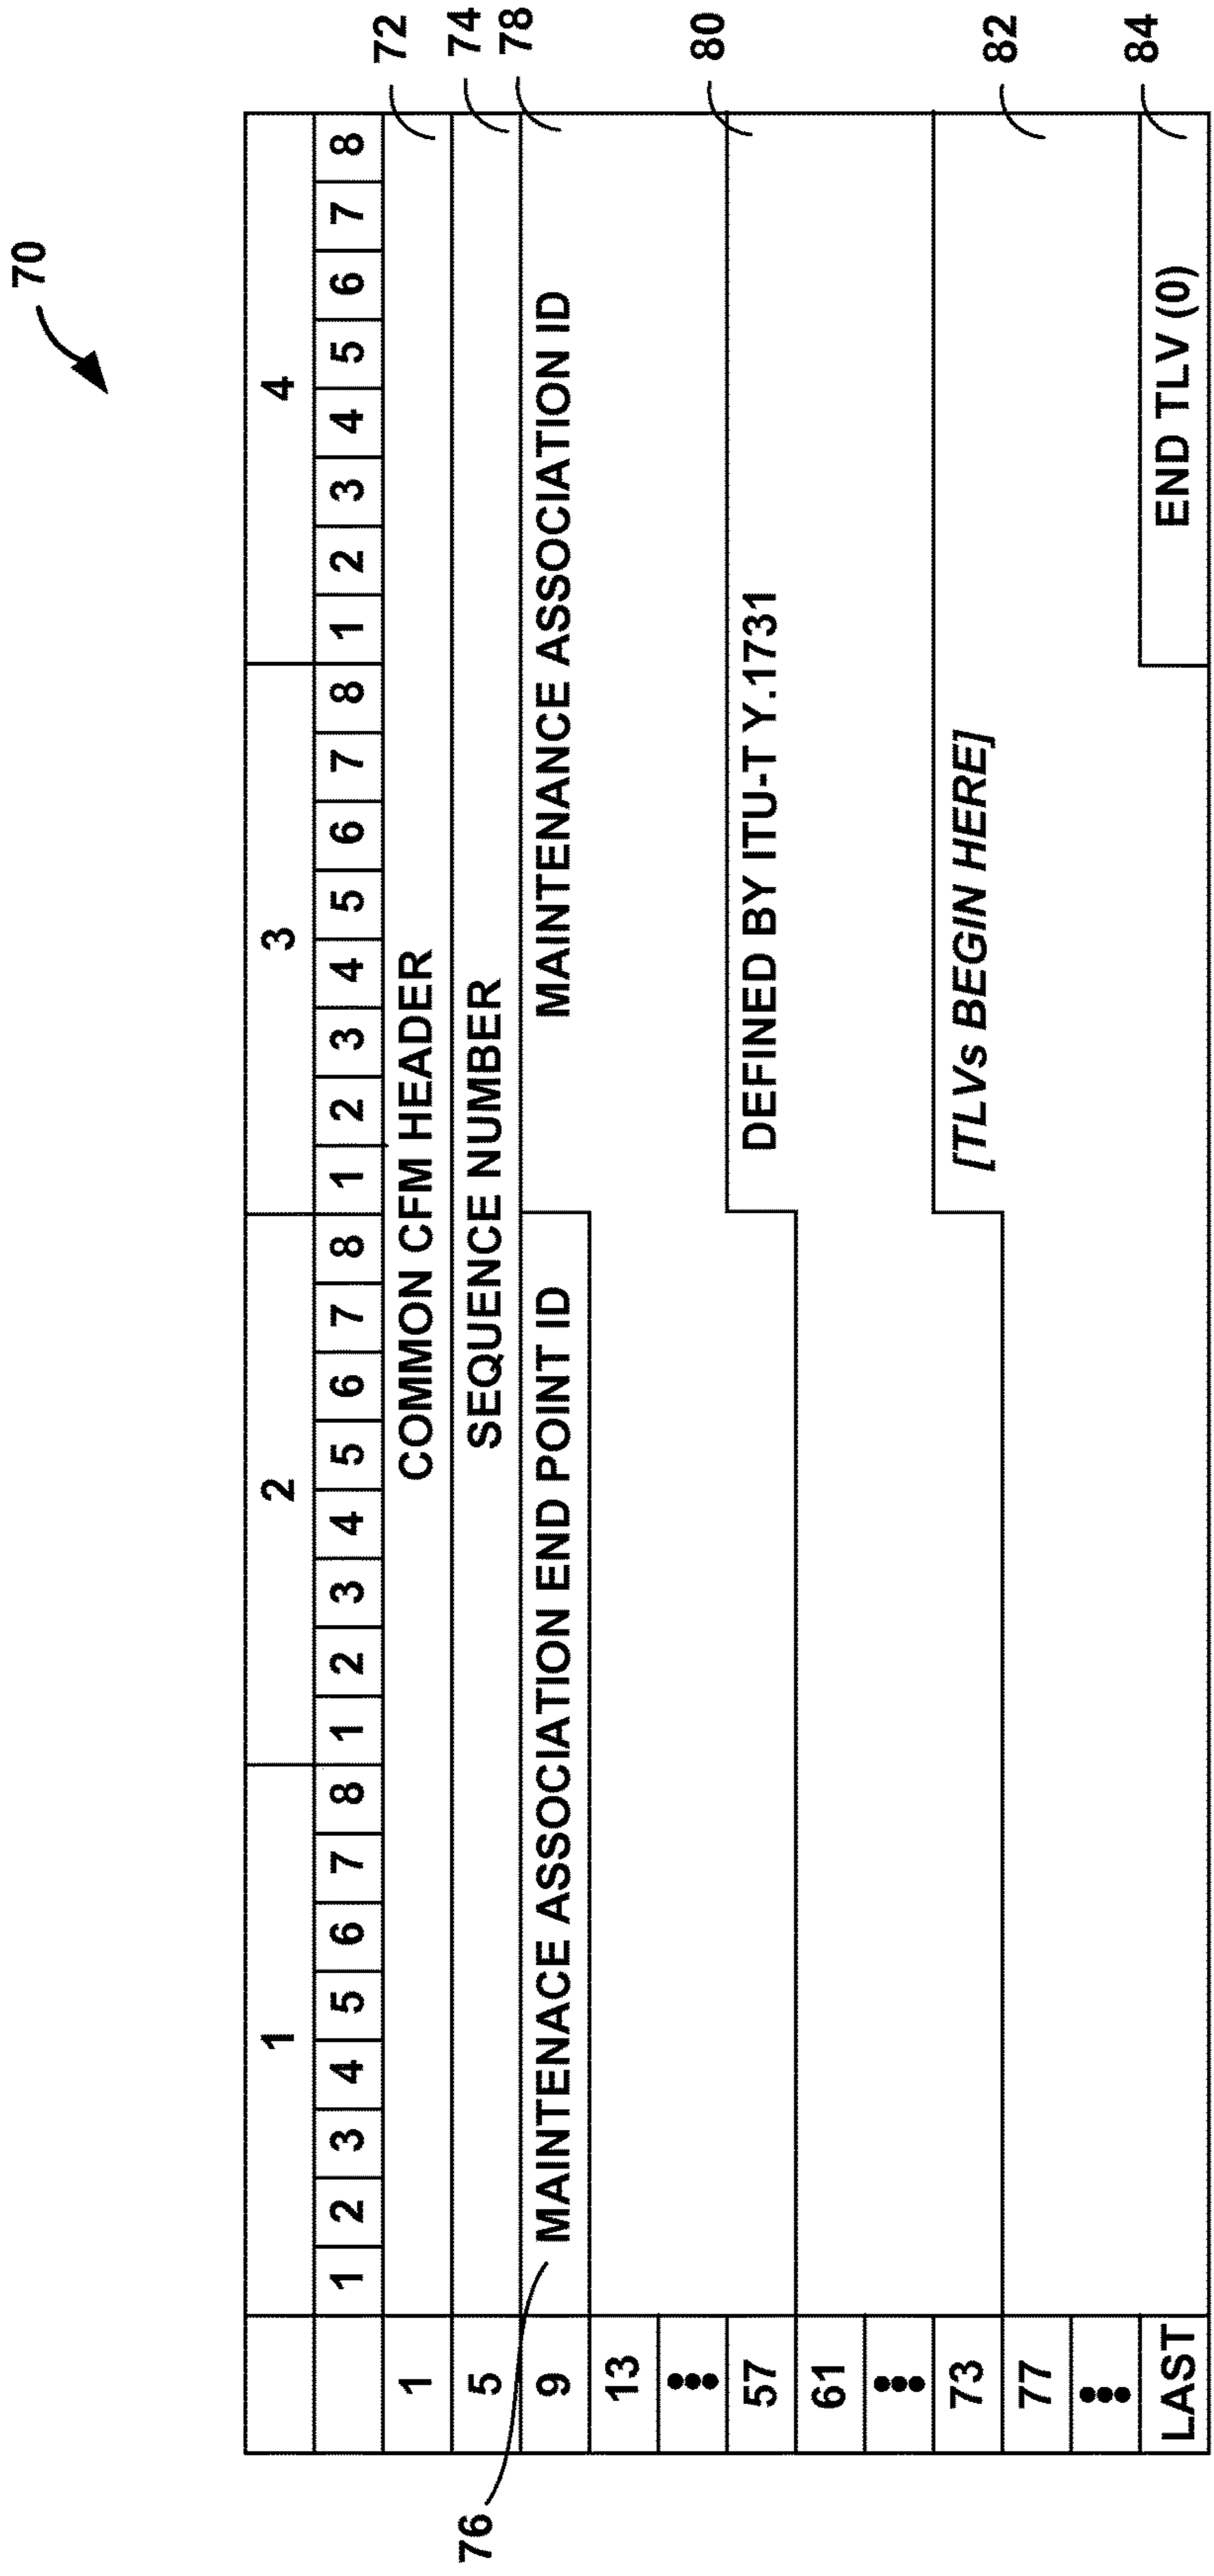 70
1 2 3 4
1 2 3 4 5 6 7 8 1 2 3 4 5 6 7 8 1 2 3 4 5 6 7 8 1 2 3 4 5 6 7 8
1 COMMON CFM HEADER 72
5 SEQUENCE NUMBER 74
76
9 MAINTENACE ASSOCIATION END POINT ID MAINTENANCE ASSOCIATION ID 78
13
57 DEFINED BY ITU-T Y.1731 80
61
73 [TLVs BEGIN HERE]
77 82
LAST END TLV (0) 84